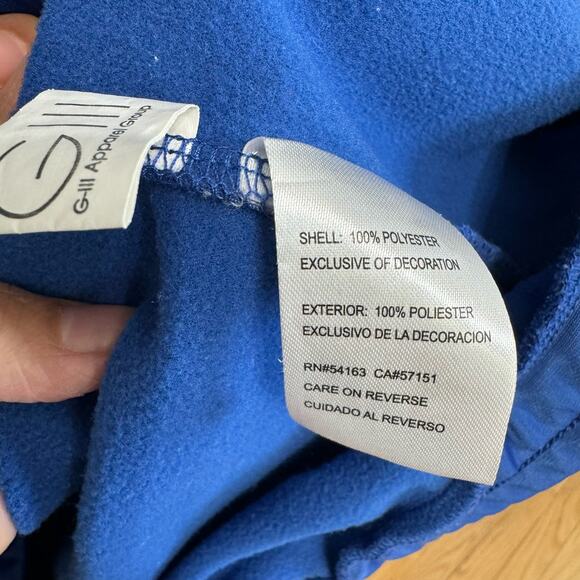 G III
G-III Apparel Group
SHELL: 100% POLYESTER
EXCLUSIVE OF DECORATION
EXTERIOR: 100% POLIESTER
EXCLUSIVO DE LA DECORACION
RN#54163 CA#57151
CARE ON REVERSE
CUIDADO AL REVERSO